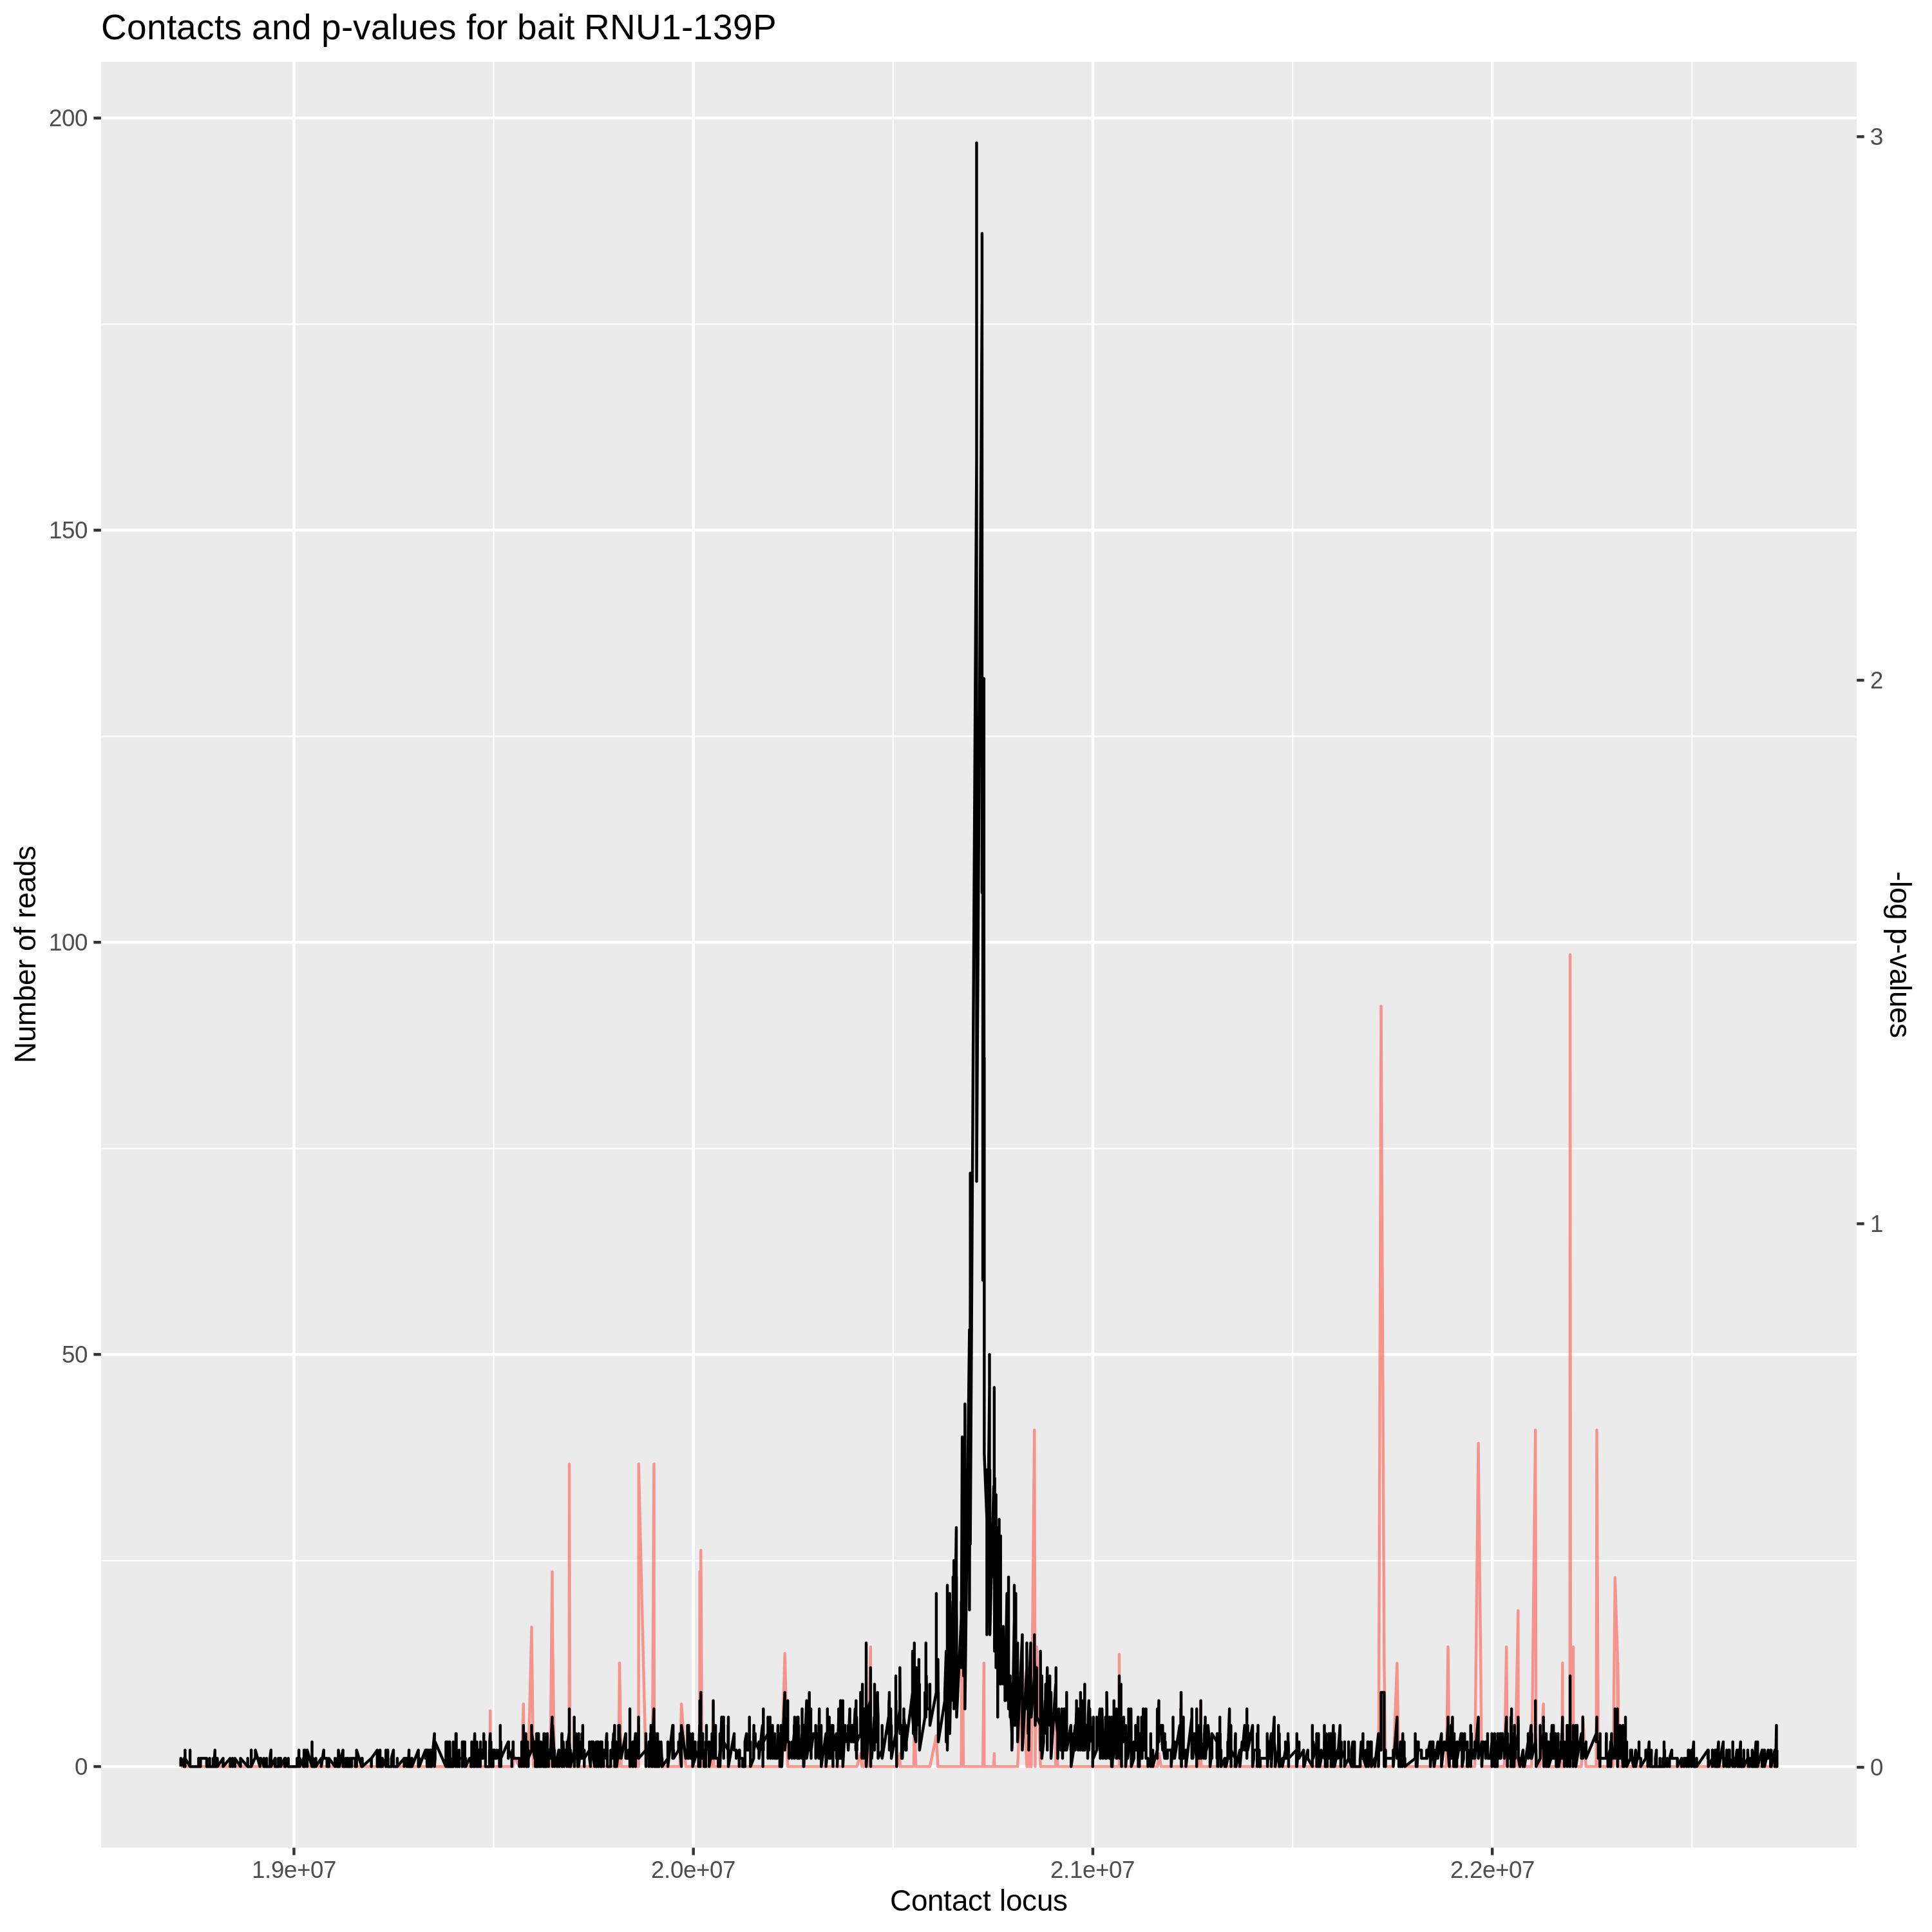 Contacts and p-values for bait RNU1-139P
200
150
100
50
0
Number of reads
3
2
1
0
-log p-values
1.9e+07
2.0e+07
2.1e+07
2.2e+07
Contact locus